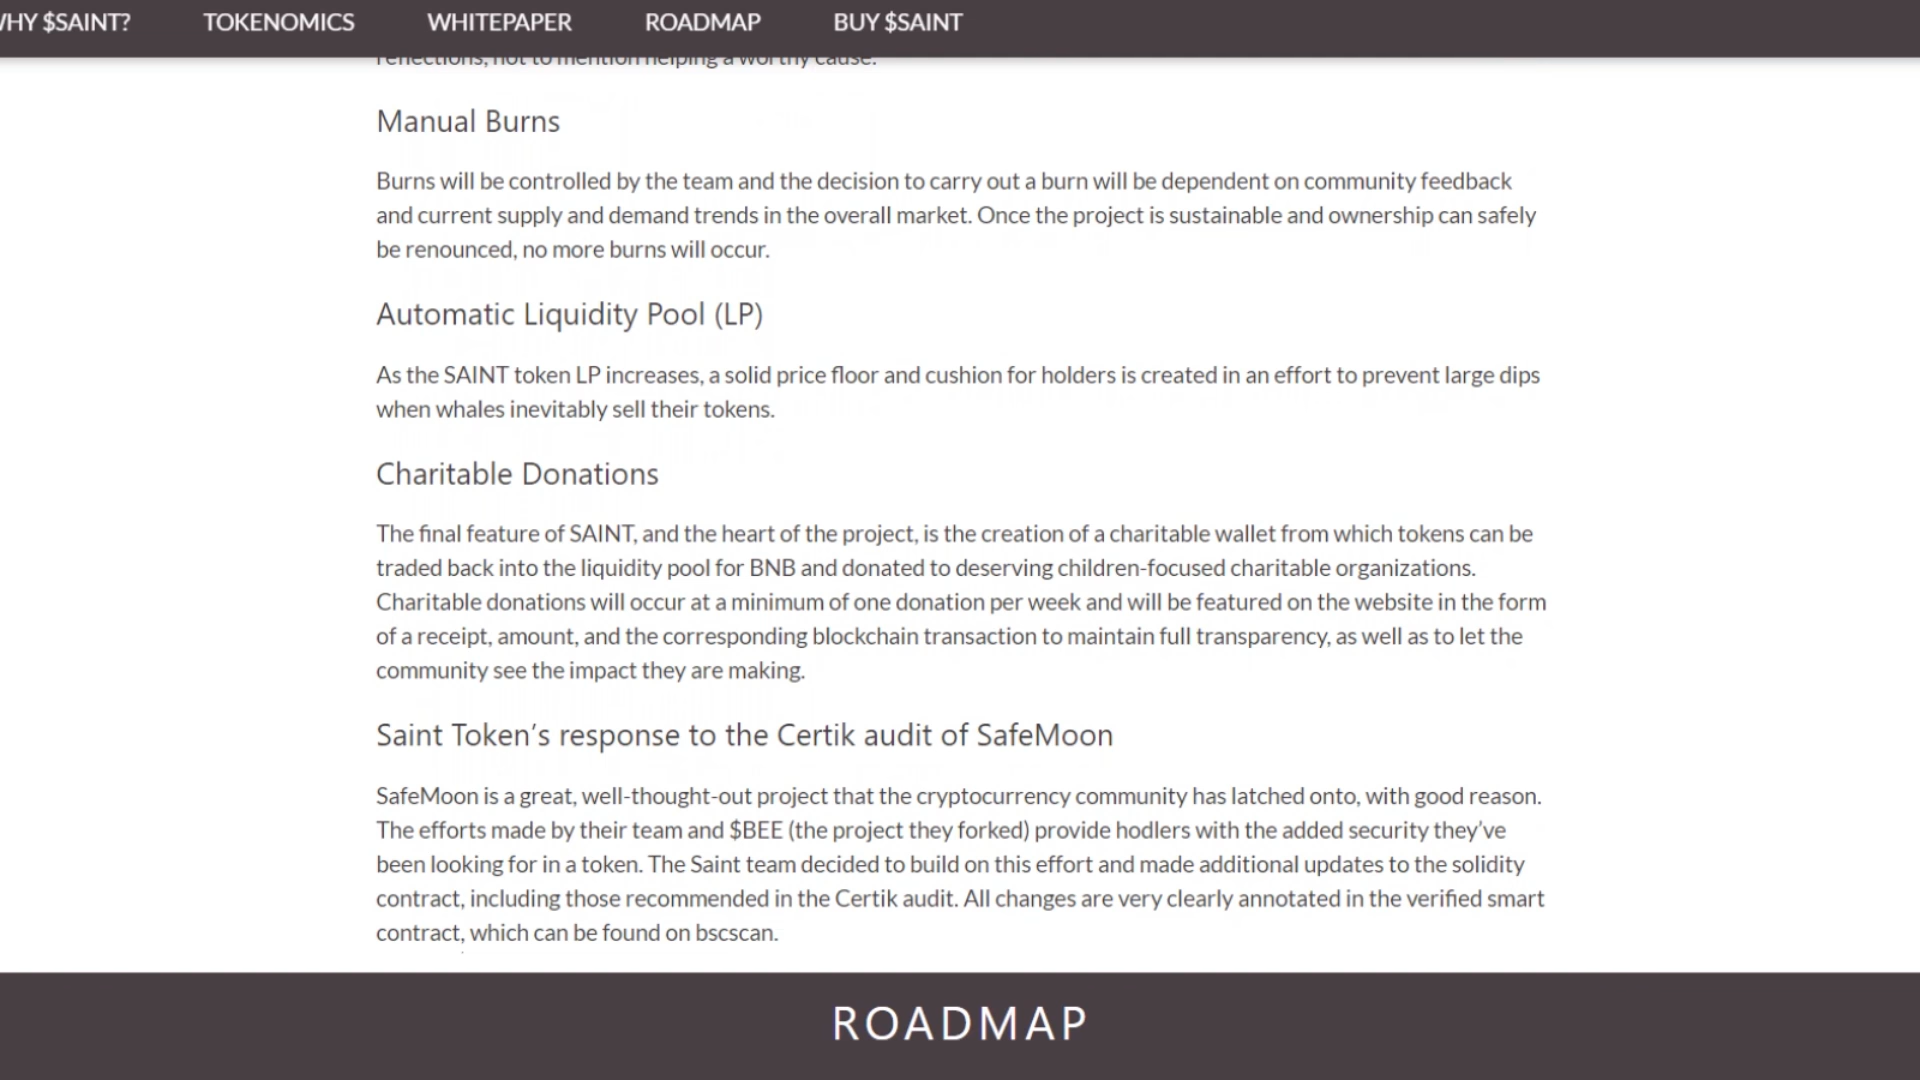 WHY $SAINT? TOKENOMICS WHITEPAPER ROADMAP BUY $SAINT
reflections, not to mention helping a worthy cause.
Manual Burns
Burns will be controlled by the team and the decision to carry out a burn will be dependent on community feedback
and current supply and demand trends in the overall market. Once the project is sustainable and ownership can safely
be renounced, no more burns will occur.
Automatic Liquidity Pool (LP)
As the SAINT token LP increases, a solid price floor and cushion for holders is created in an effort to prevent large dips
when whales inevitably sell their tokens.
Charitable Donations
The final feature of SAINT, and the heart of the project, is the creation of a charitable wallet from which tokens can be
traded back into the liquidity pool for BNB and donated to deserving children-focused charitable organizations.
Charitable donations will occur at a minimum of one donation per week and will be featured on the website in the form
of a receipt, amount, and the corresponding blockchain transaction to maintain full transparency, as well as to let the
community see the impact they are making.
Saint Token’s response to the Certik audit of SafeMoon
SafeMoon is a great, well-thought-out project that the cryptocurrency community has latched onto, with good reason.
The efforts made by their team and $BEE (the project they forked) provide hodlers with the added security they’ve
been looking for in a token. The Saint team decided to build on this effort and made additional updates to the solidity
contract, including those recommended in the Certik audit. All changes are very clearly annotated in the verified smart
contract, which can be found on bscscan.
ROADMAP